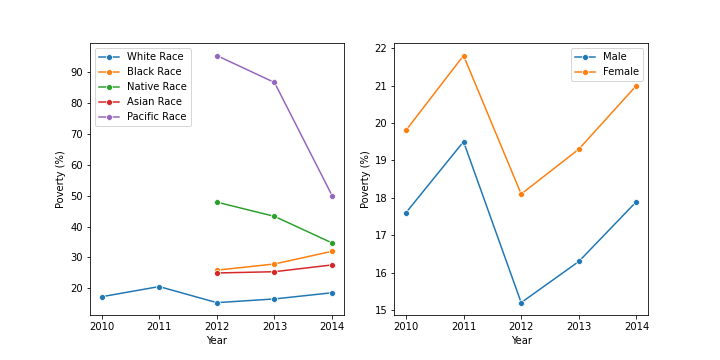 White Race
Black Race
Native Race
Asian Race
Pacific Race
Poverty (%)
90
80
70
60
50
40
30
20
2010 2011 2012 2013 2014
Year
Male
Female
Poverty (%)
22
21
20
19
18
17
16
15
2010 2011 2012 2013 2014
Year